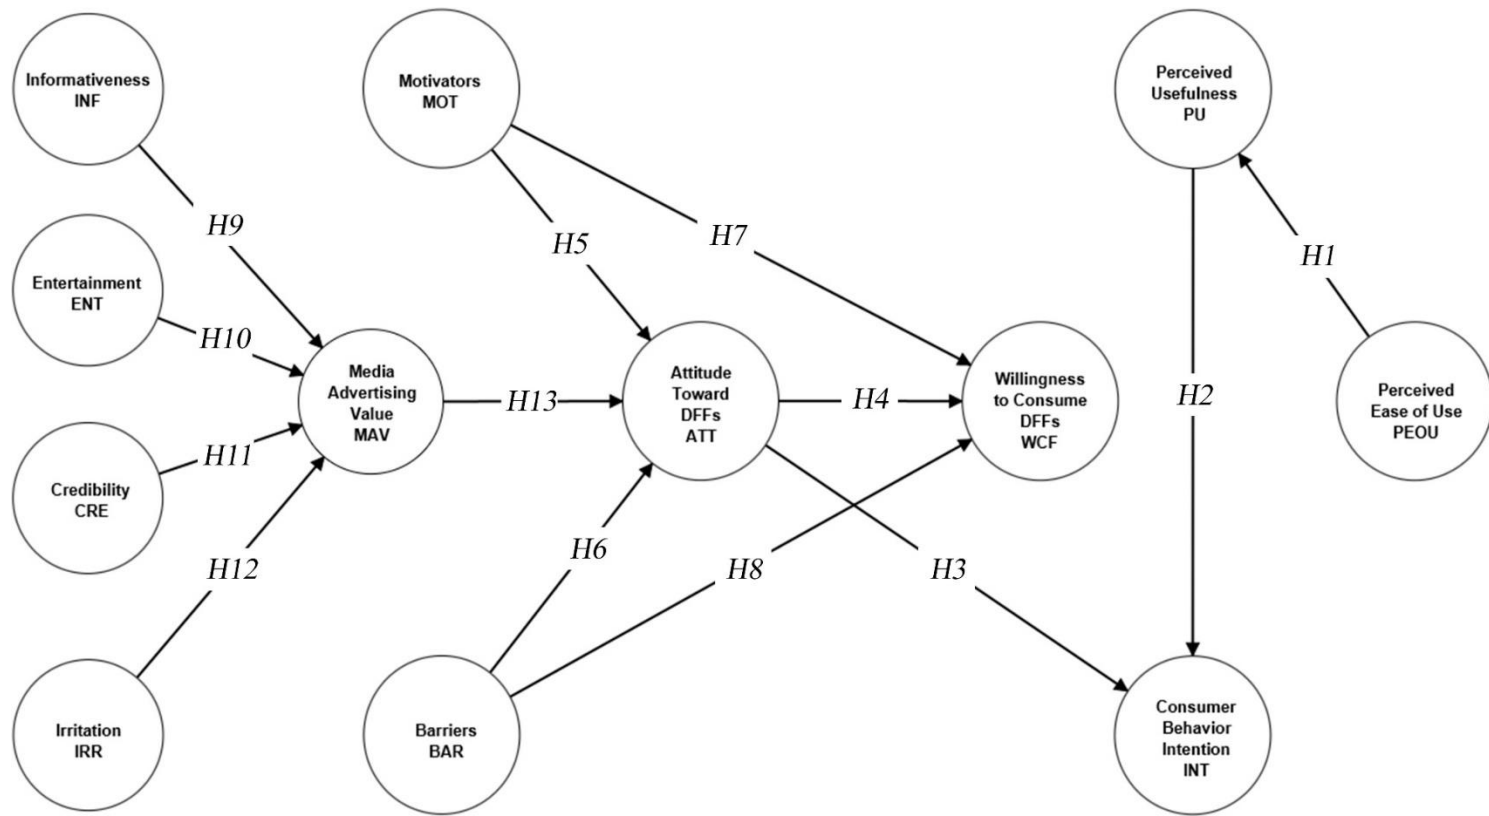 Informativeness
INF
Motivators
MOT
Perceived
Usefulness
PU
H9
H5
H7
H1
Entertainment
ENT
H10
Media
Advertising
Value
MAV
H13
Attitude
Toward
DFFs
ATT
H4
Willingness
to Consume
DFFs
WCF
H2
Perceived
Ease of Use
PEOU
H11
Credibility
CRE
H12
H6
H8
H3
Irritation
IRR
Barriers
BAR
Consumer
Behavior
Intention
INT